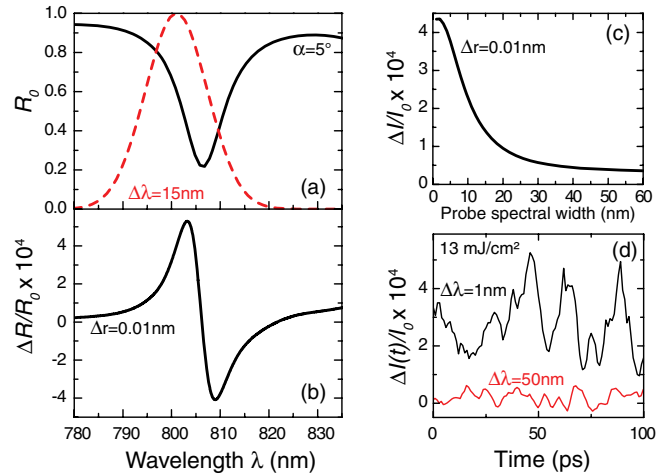 1.0
0.8
0.6
0.4
0.2
0.0
R₀
α=5°
Δλ=15nm
(a)
4
2
0
-2
-4
ΔR/R₀ x 10⁴
Δr=0.01nm
(b)
780 790 800 810 820 830
Wavelength λ (nm)
4
3
2
1
0
ΔI/I₀ x 10⁴
(c)
Δr=0.01nm
0 10 20 30 40 50 60
Probe spectral width (nm)
4
2
0
ΔI(t)/I₀ x 10⁴
13 mJ/cm²
(d)
Δλ=1nm
Δλ=50nm
0 50 100
Time (ps)